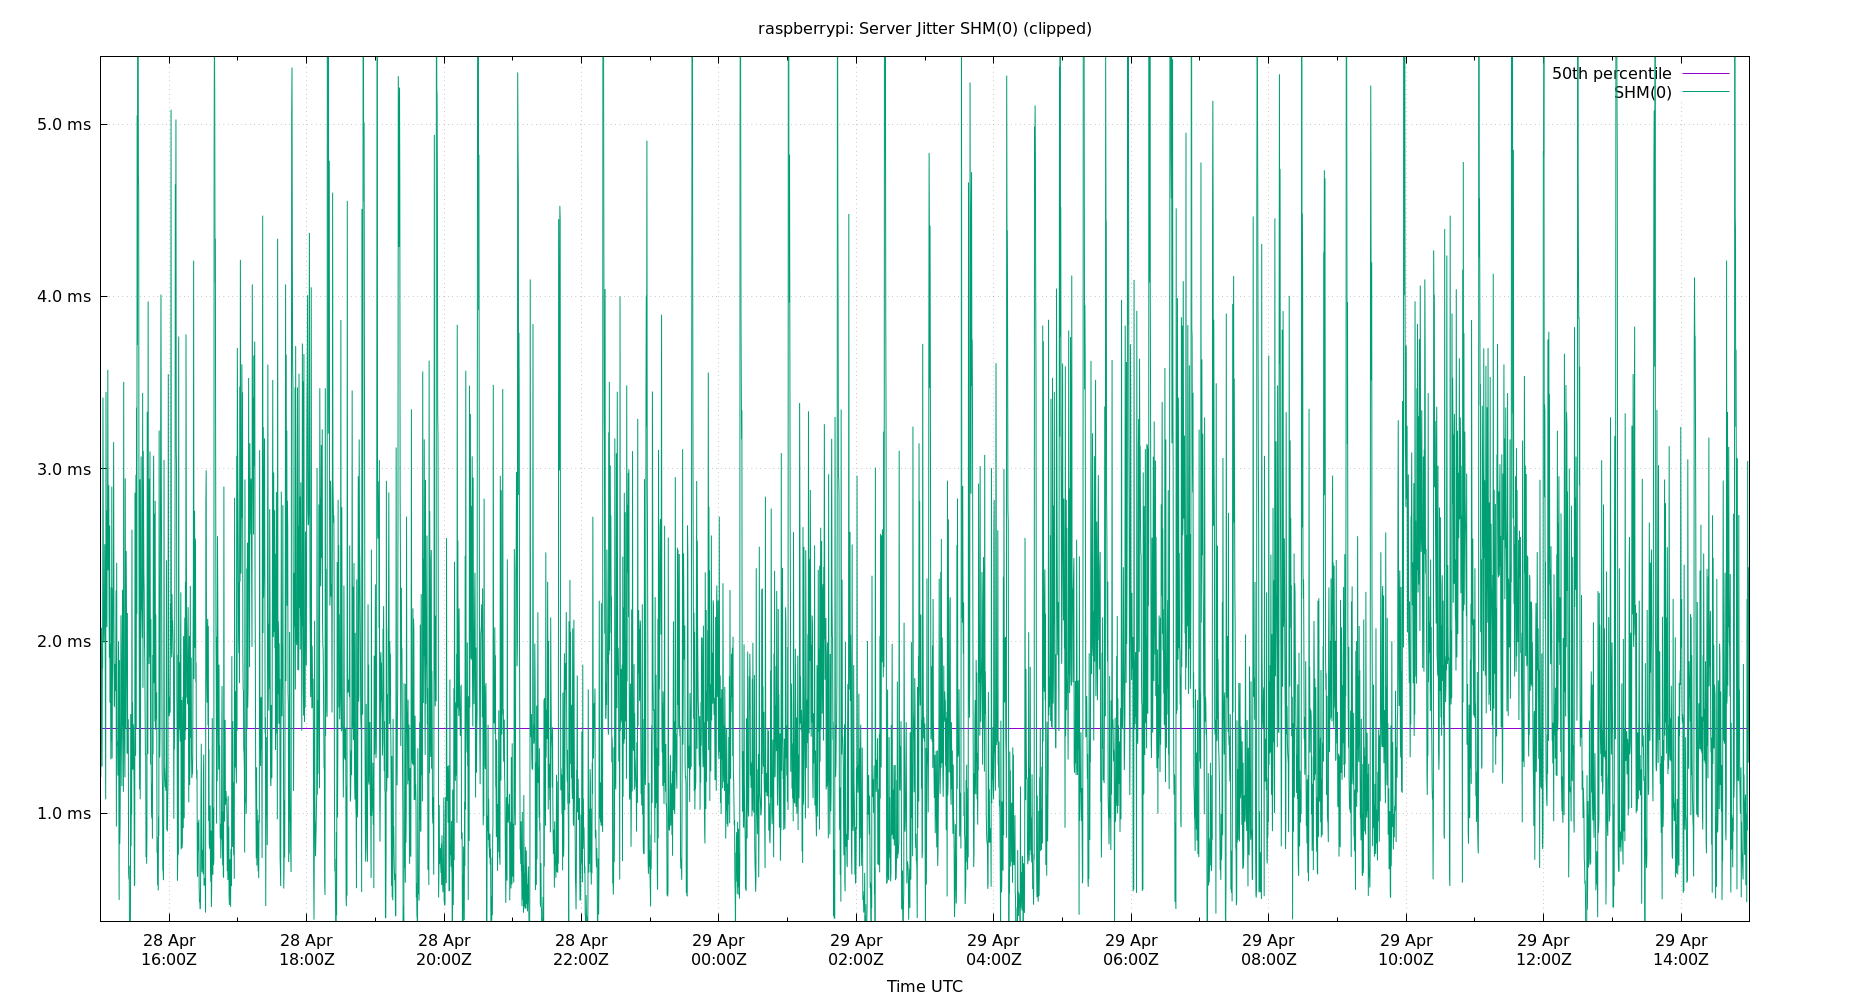 raspberrypi: Server Jitter SHM(0) (clipped)
50th percentile
SHM(0)
5.0 ms
4.0 ms
3.0 ms
2.0 ms
1.0 ms
28 Apr 28 Apr 28 Apr 28 Apr 29 Apr 29 Apr 29 Apr 29 Apr 29 Apr 29 Apr 29 Apr 29 Apr
16:00Z 18:00Z 20:00Z 22:00Z 00:00Z 02:00Z 04:00Z 06:00Z 08:00Z 10:00Z 12:00Z 14:00Z
Time UTC